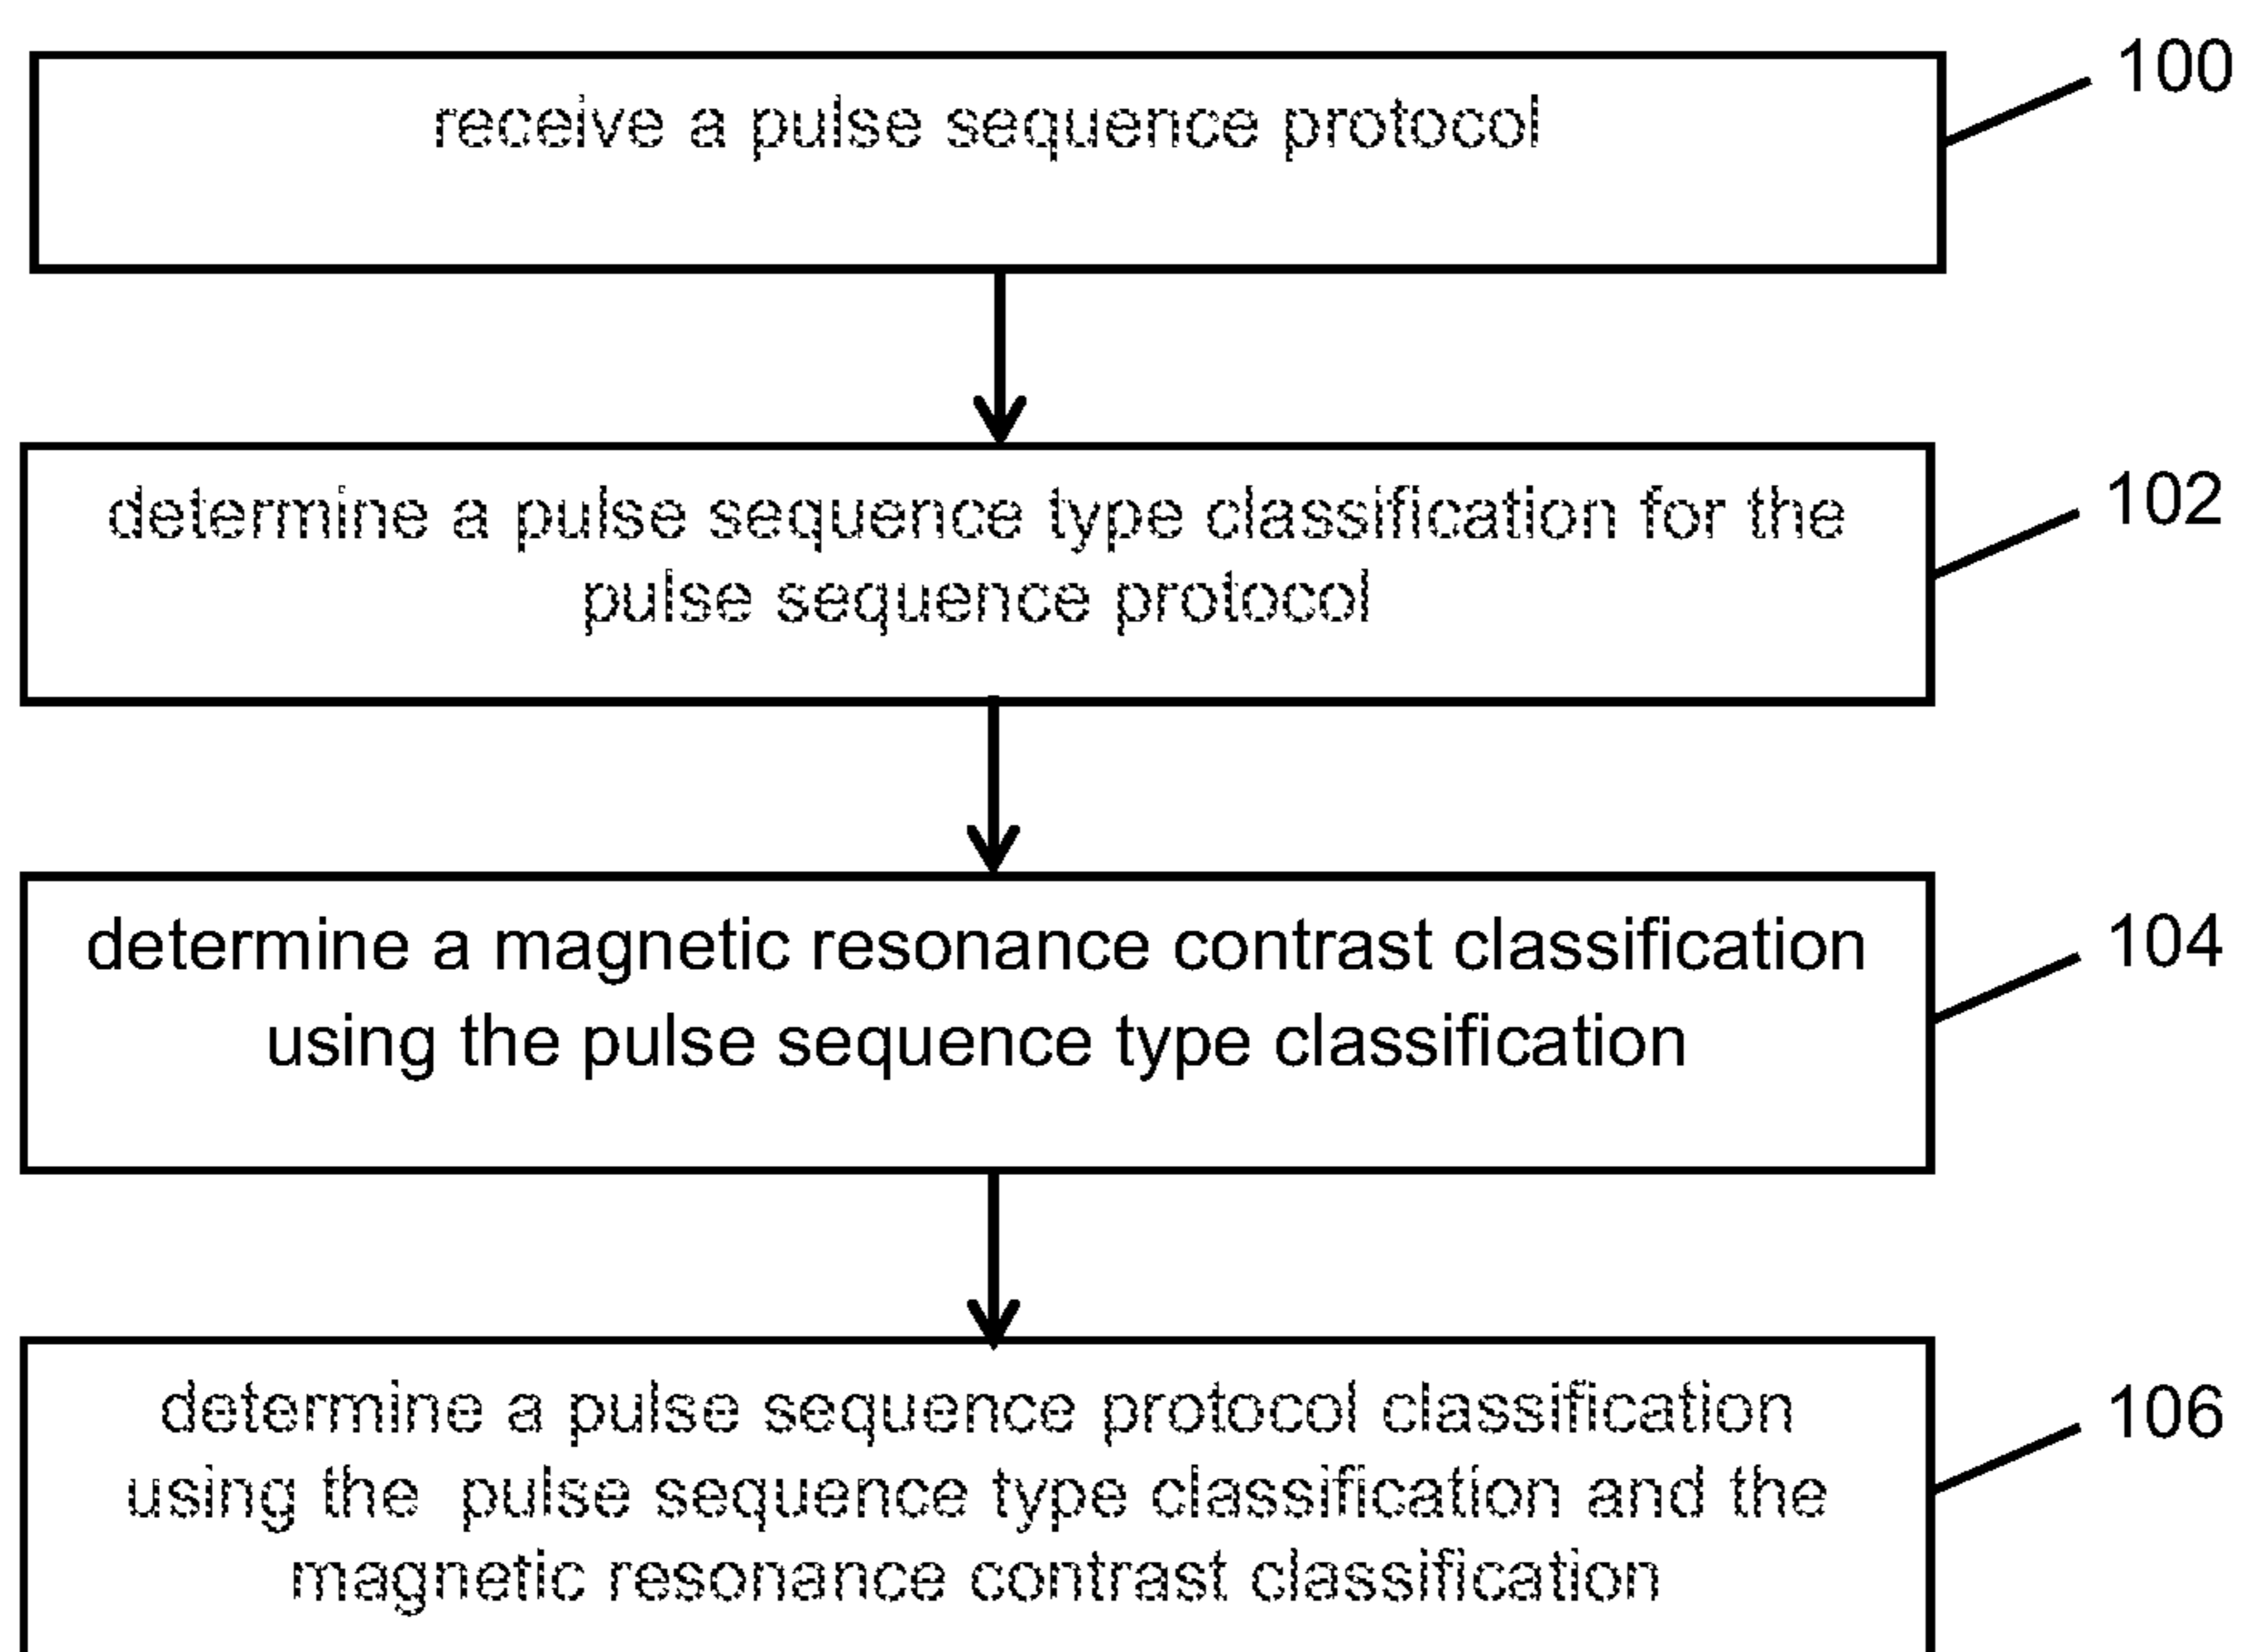 receive a pulse sequence protocol
100
determine a pulse sequence type classification for the
pulse sequence protocol
102
determine a magnetic resonance contrast classification
using the pulse sequence type classification
104
determine a pulse sequence protocol classification
using the pulse sequence type classification and the
magnetic resonance contrast classification
106